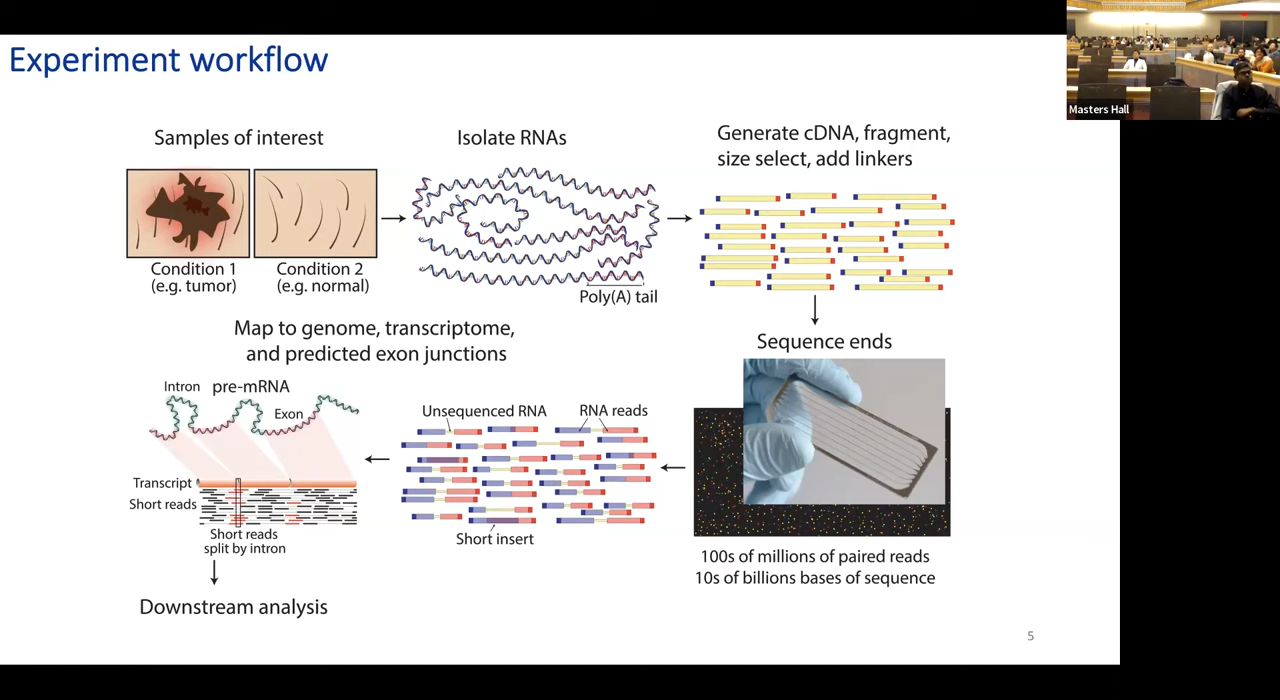 Experiment workflow
Masters Hall
Samples of interest
Isolate RNAs
Generate cDNA, fragment,
size select, add linkers
Condition 1
(e.g. tumor)
Condition 2
(e.g. normal)
Poly(A) tail
Sequence ends
100s of millions of paired reads
10s of billions bases of sequence
Unsequenced RNA
RNA reads
Short insert
Map to genome, transcriptome,
and predicted exon junctions
Intron
pre-mRNA
Exon
Transcript
Short reads
Short reads
split by intron
Downstream analysis
5